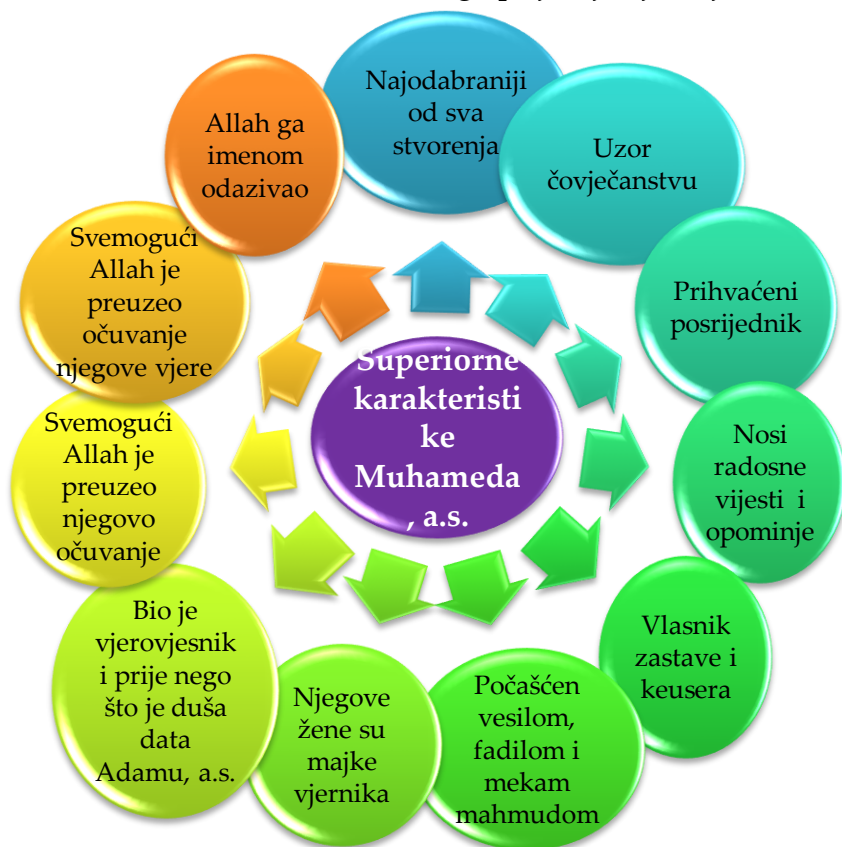 Najodabraniji
od sva
stvorenja
Uzor
čovječanstvu
Prihvaćeni
posrijednik
Nosi
radosne
vijesti i
opominje
Vlasnik
zastave i
keusera
Počašćen
vesilom,
fadilom i
mekam
mahmudom
Njegove
žene su
majke
vjernika
Bio je
vjerovjesnik
i prije nego
što je duša
data
Adamu, a.s.
Svemogući
Allah je
preuzeo
njegovo
očuvanje
Svemogući
Allah je
preuzeo
očuvanje
njegove vjere
Allah ga
imenom
odazivao
Superiorne
karakteristi
ke
Muhameda
, a.s.